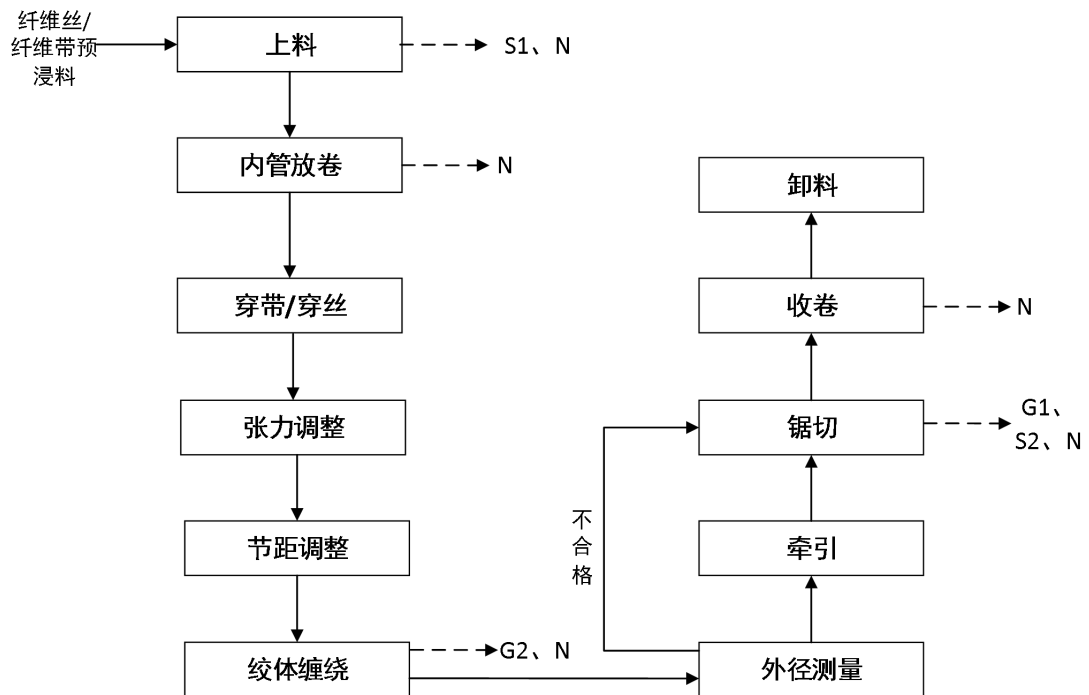 纤维丝/
纤维带预
浸料
上料
S1、N
内管放卷
N
穿带/穿丝
张力调整
节距调整
绞体缠绕
G2、N
卸料
收卷
N
锯切
G1、
S2、N
牵引
不
合
格
外径测量